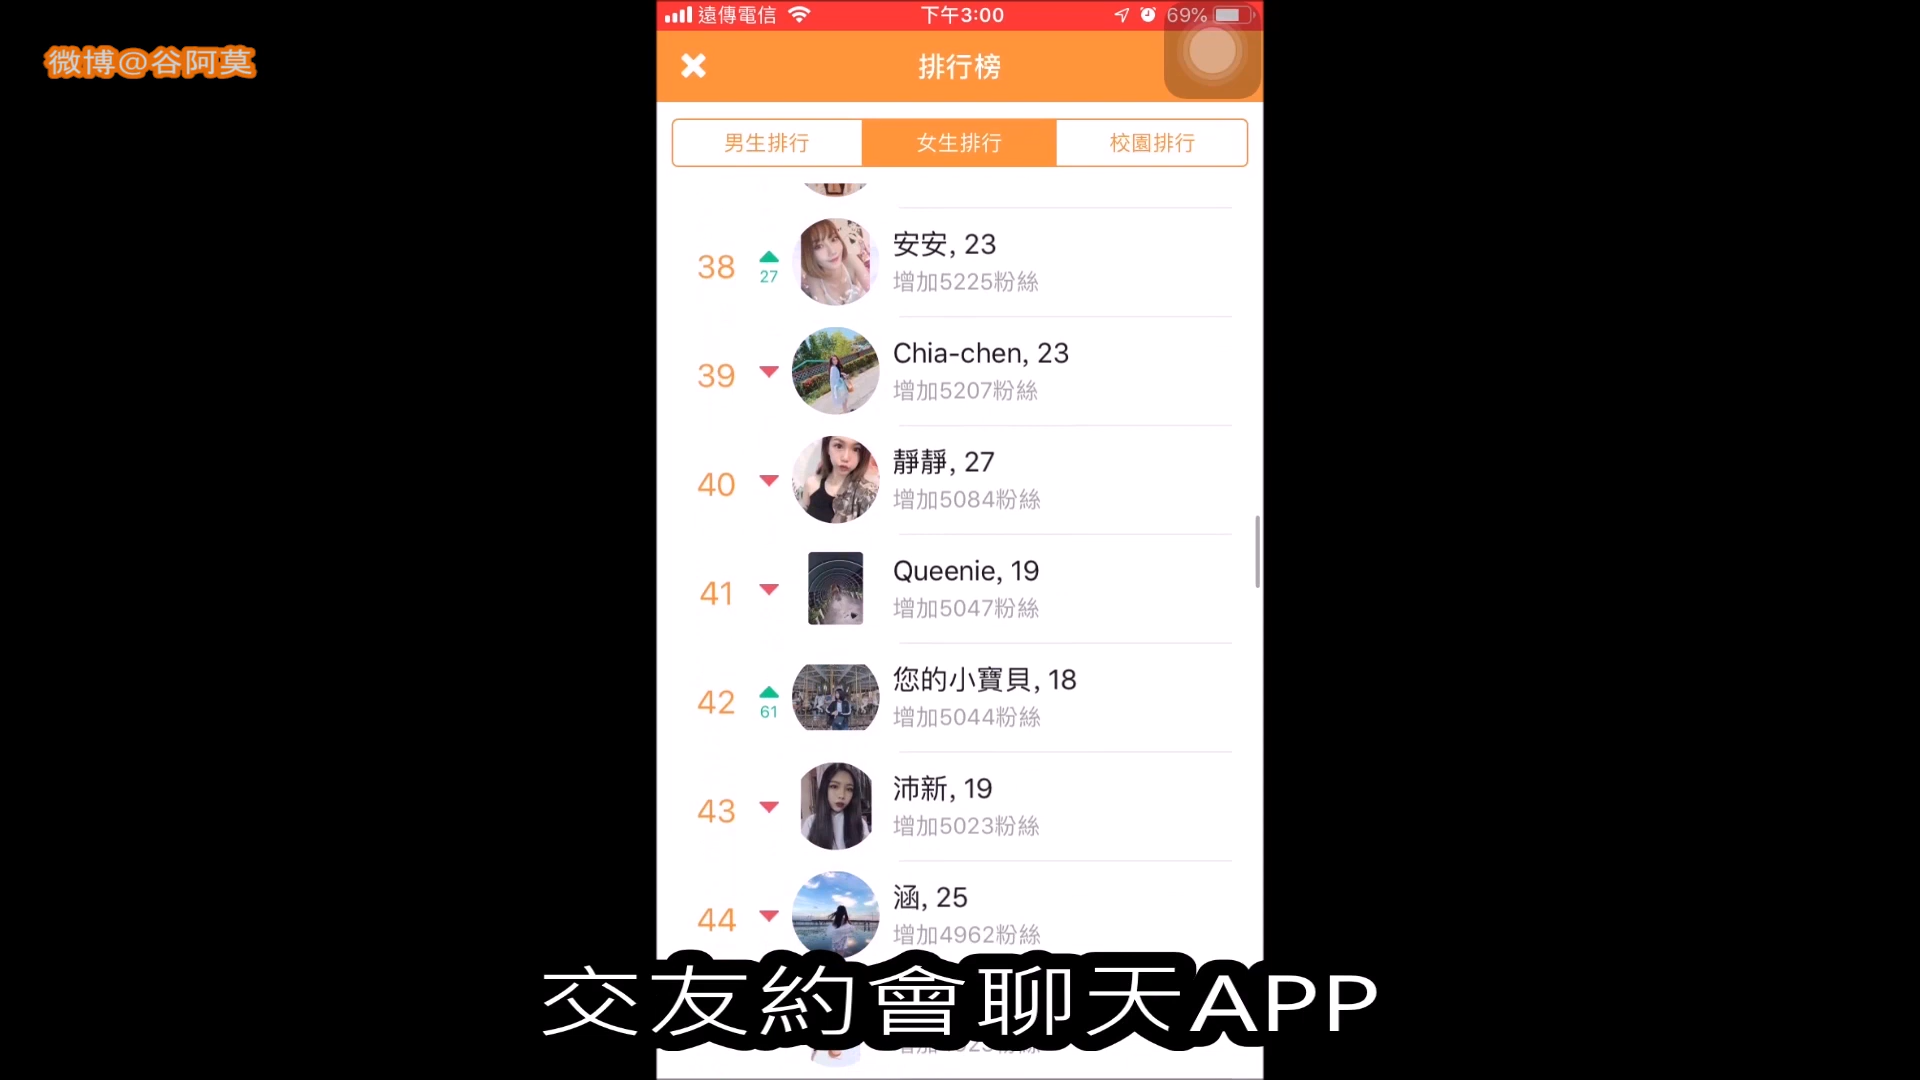 遠傳電信 下午3:00 69%
微博@谷阿莫
排行榜
男生排行 女生排行 校園排行
38 27 安安, 23
增加5225粉絲
39 Chia-chen, 23
增加5207粉絲
40 靜靜, 27
增加5084粉絲
41 Queenie, 19
增加5047粉絲
42 61 您的小寶貝, 18
增加5044粉絲
43 沛新, 19
增加5023粉絲
44 涵, 25
增加4962粉絲
交友約會聊天APP